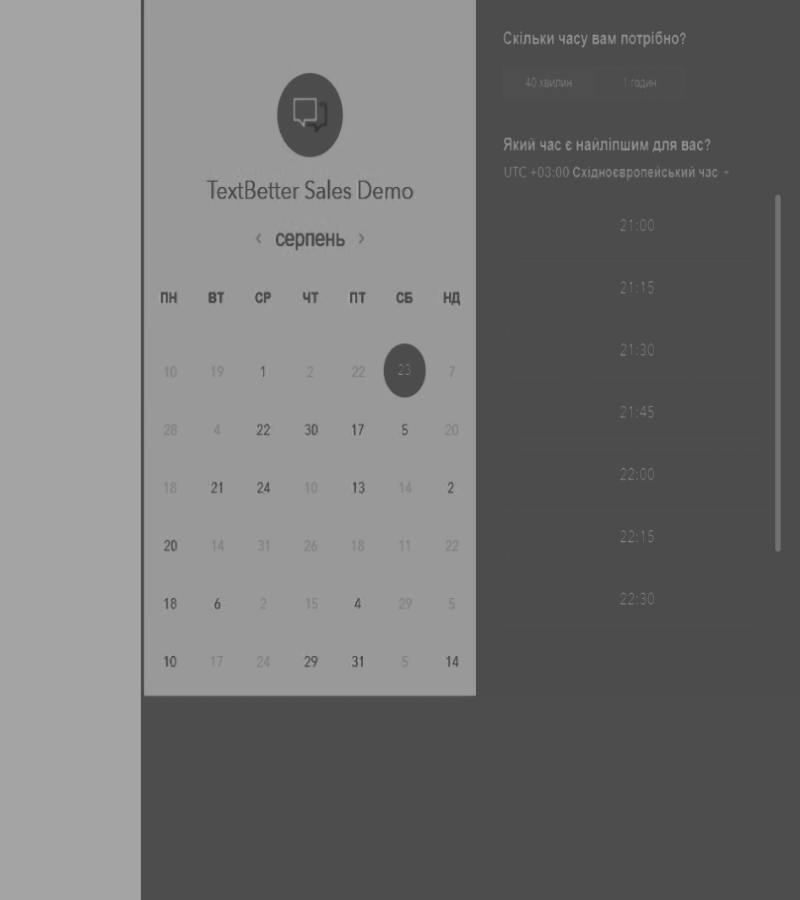 TextBetter Sales Demo
‹ серпень ›
ПН ВТ СР ЧТ ПТ СБ НД
10 19 1 2 22 23 7
28 4 22 30 17 5 20
18 21 24 10 13 14 2
20 14 31 26 18 11 22
18 6 2 15 4 29 5
10 17 24 29 31 5 14
Скільки часу вам потрібно?
40 хвилин 1 годин
Який час є найліпшим для вас?
UTC +03:00 Східноєвропейський час
21:00
21:15
21:30
21:45
22:00
22:15
22:30